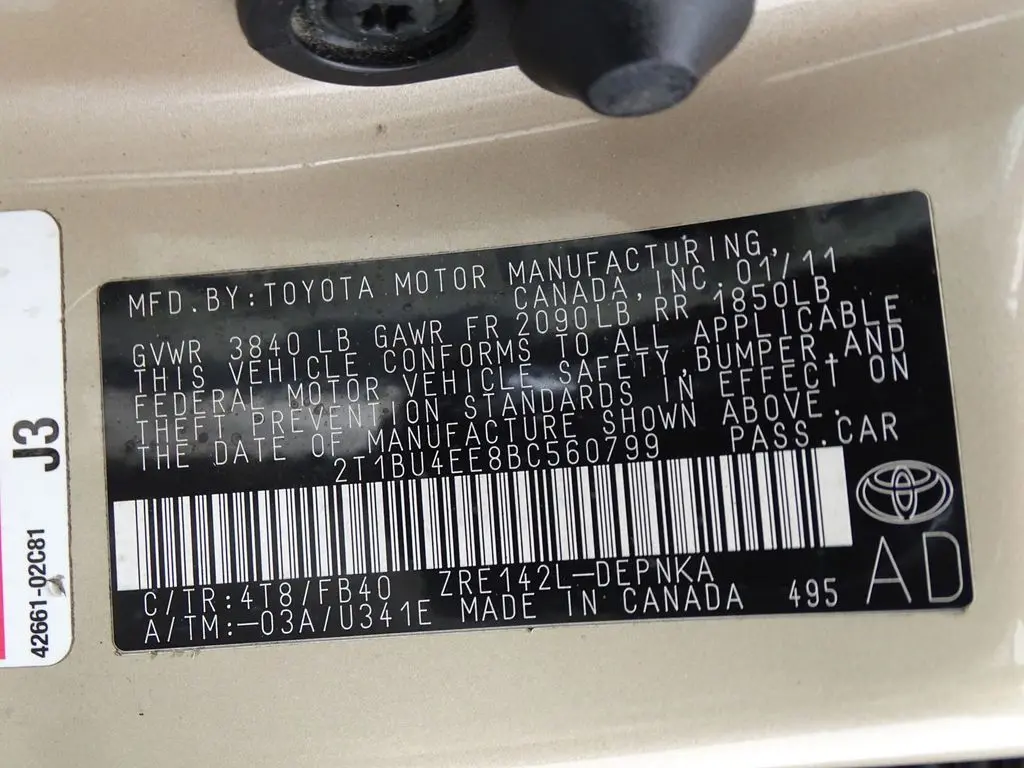 MFD.BY:TOYOTA MOTOR MANUFACTURING,
CANADA,INC.01/11
GVWR 3840 LB GAWR FR 2090LB RR 1850LB
THIS VEHICLE CONFORMS TO ALL APPLICABLE
FEDERAL MOTOR VEHICLE SAFETY,BUMPER,AND
THEFT PREVENTION STANDARDS IN EFFECT ON
THE DATE OF MANUFACTURE SHOWN ABOVE.
2T1BU4EE8BC560799 PASS.CAR
C/TR:4T8/FB40 ZRE142L-DEPNKA
A/TM:-03A/U341E MADE IN CANADA 495
AD
J3
42661-02C81